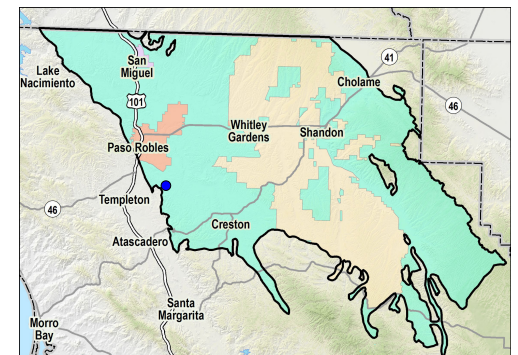 San
Miguel
Lake
Nacimiento
41
Cholame
46
101
Whitley
Gardens
Shandon
Paso Robles
Templeton
46
Creston
Atascadero
Santa
Margarita
Morro
Bay